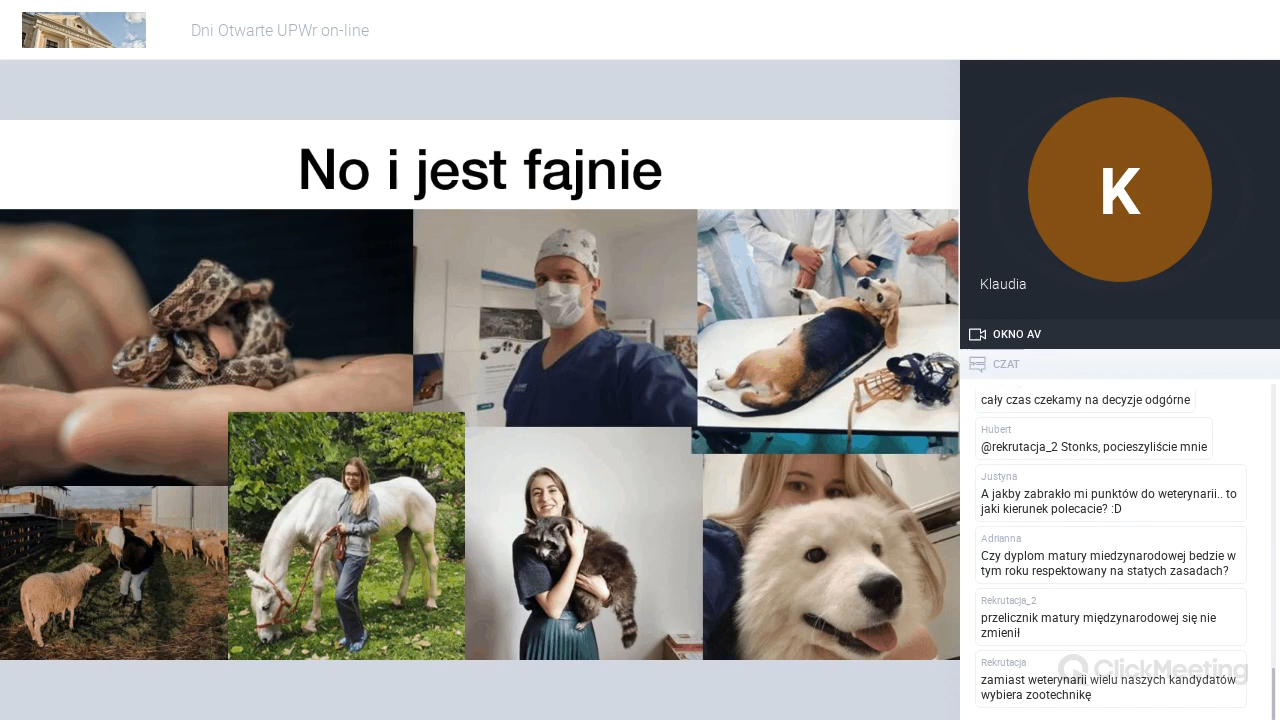 Dni Otwarte UPWr on-line
No i jest fajnie
K
Klaudia
OKNO AV
CZAT
cały czas czekamy na decyzje odgórne
Hubert
@rekrutacja_2 Stonks, pocieszyliście mnie
Justyna
A jakby zabrakło mi punktów do weterynarii.. to
jaki kierunek polecacie? :D
Adrianna
Czy dyplom matury miedzynarodowej bedzie w
tym roku respektowany na statych zasadach?
Rekrutacja_2
przelicznik matury międzynarodowej się nie
zmienił
Rekrutacja
zamiast weterynarii wielu naszych kandydatów
wybiera zootechnikę
ClickMeeting